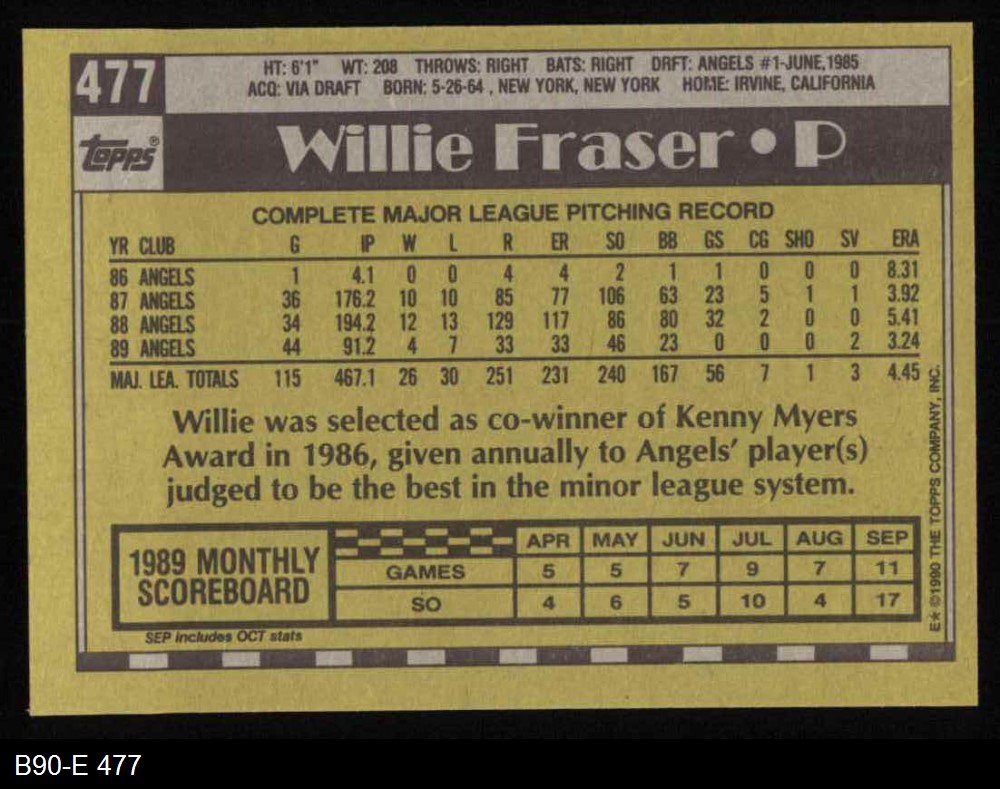 477
HT: 6'1" WT: 208 THROWS: RIGHT BATS: RIGHT DRFT: ANGELS #1-JUNE,1985
ACQ: VIA DRAFT BORN: 5-26-64 , NEW YORK, NEW YORK HOME: IRVINE, CALIFORNIA
topps®
Willie Fraser • P
COMPLETE MAJOR LEAGUE PITCHING RECORD
YR CLUB G IP W L R ER SO BB GS CG SHO SV ERA
86 ANGELS 1 4.1 0 0 4 4 2 1 1 0 0 0 8.31
87 ANGELS 36 176.2 10 10 85 77 106 63 23 5 1 1 3.92
88 ANGELS 34 194.2 12 13 129 117 86 80 32 2 0 0 5.41
89 ANGELS 44 91.2 4 7 33 33 46 23 0 0 0 2 3.24
MAJ. LEA. TOTALS 115 467.1 26 30 251 231 240 167 56 7 1 3 4.45
Willie was selected as co-winner of Kenny Myers
Award in 1986, given annually to Angels' player(s)
judged to be the best in the minor league system.
1989 MONTHLY
SCOREBOARD
APR MAY JUN JUL AUG SEP
GAMES 5 5 7 9 7 11
SO 4 6 5 10 4 17
SEP includes OCT stats
E* ©1990 THE TOPPS COMPANY, INC.
B90-E 477